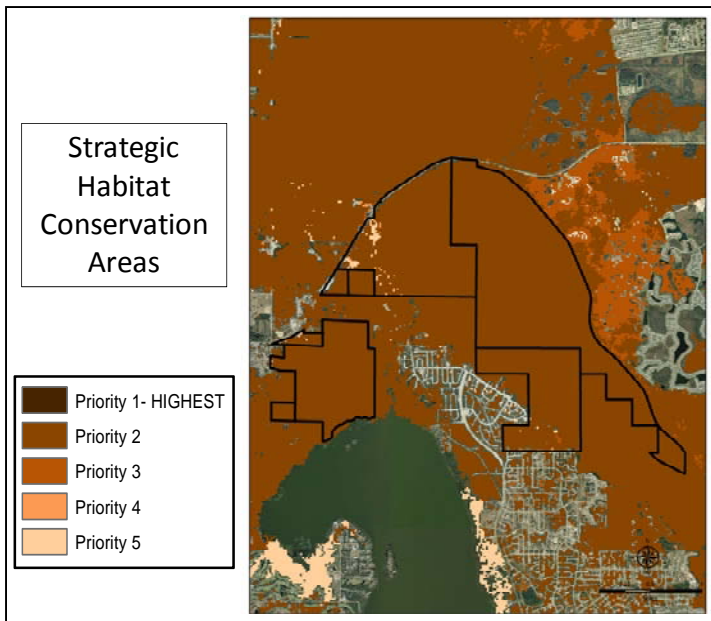 Strategic
Habitat
Conservation
Areas
Priority 1- HIGHEST
Priority 2
Priority 3
Priority 4
Priority 5